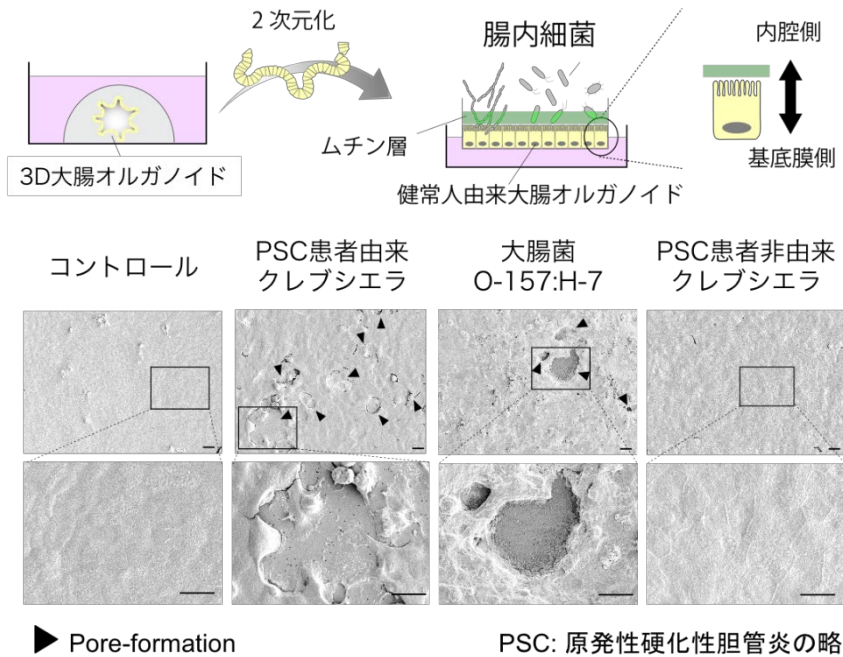 2 次元化
腸内細菌
内腔側
ムチン層
基底膜側
3D大腸オルガノイド
健常人由来大腸オルガノイド
コントロール
PSC患者由来
クレブシエラ
大腸菌
O-157:H-7
PSC患者非由来
クレブシエラ
Pore-formation
PSC: 原発性硬化性胆管炎の略